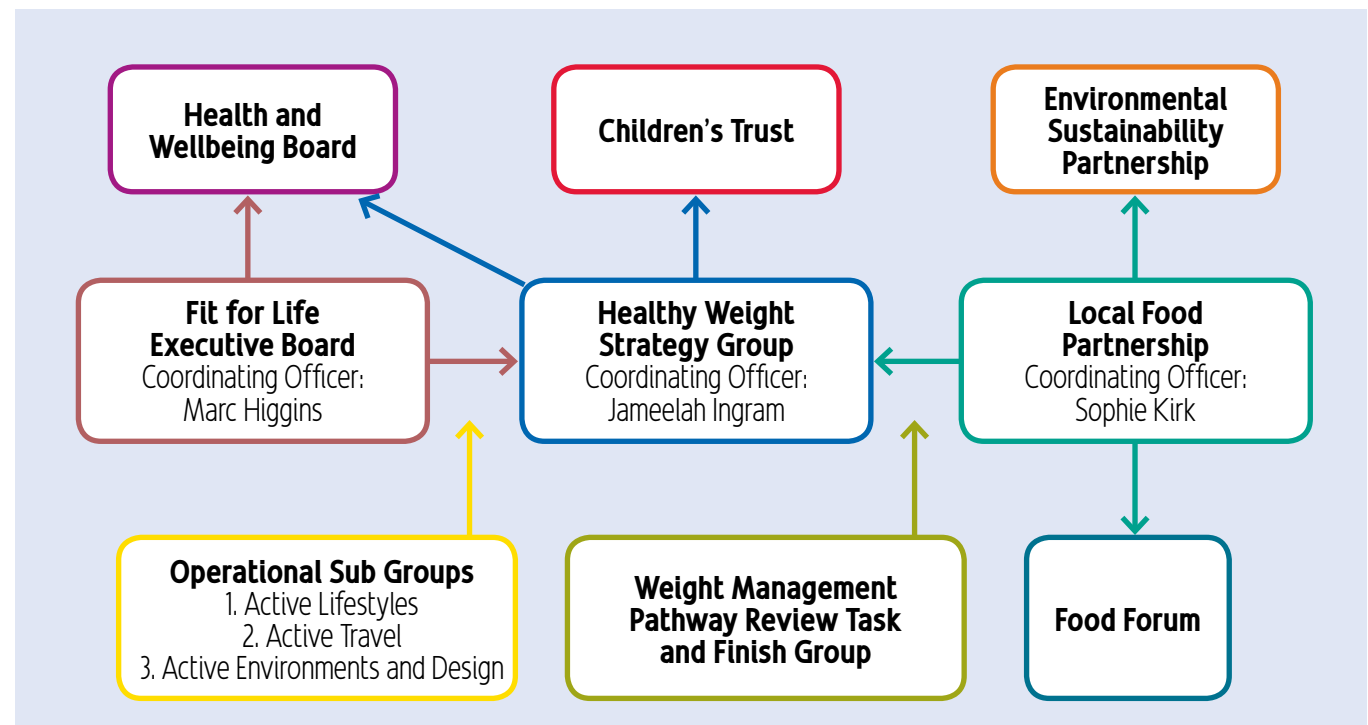 Health and
Wellbeing Board
Children’s Trust
Environmental
Sustainability
Partnership
Fit for Life
Executive Board
Coordinating Officer:
Marc Higgins
Healthy Weight
Strategy Group
Coordinating Officer:
Jameelah Ingram
Local Food
Partnership
Coordinating Officer:
Sophie Kirk
Operational Sub Groups
1. Active Lifestyles
2. Active Travel
3. Active Environments and Design
Weight Management
Pathway Review Task
and Finish Group
Food Forum